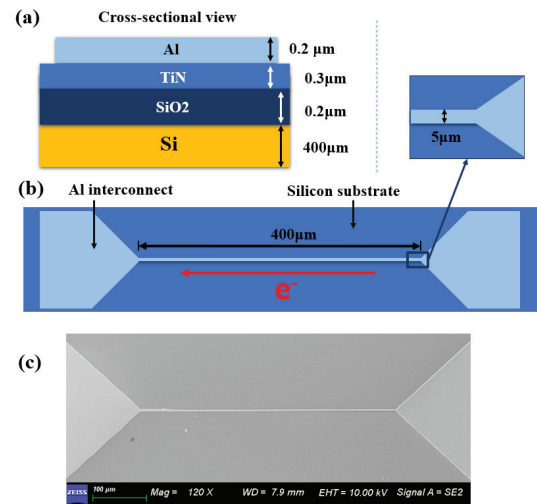 (a)
Cross-sectional view
Al
0.2 μm
TiN
0.3μm
SiO2
0.2μm
Si
400μm
5μm
(b)
Al interconnect
Silicon substrate
400μm
e⁻
(c)
ZEISS
100 μm
Mag = 120 X
WD = 7.9 mm
EHT = 10.00 kV
Signal A = SE2